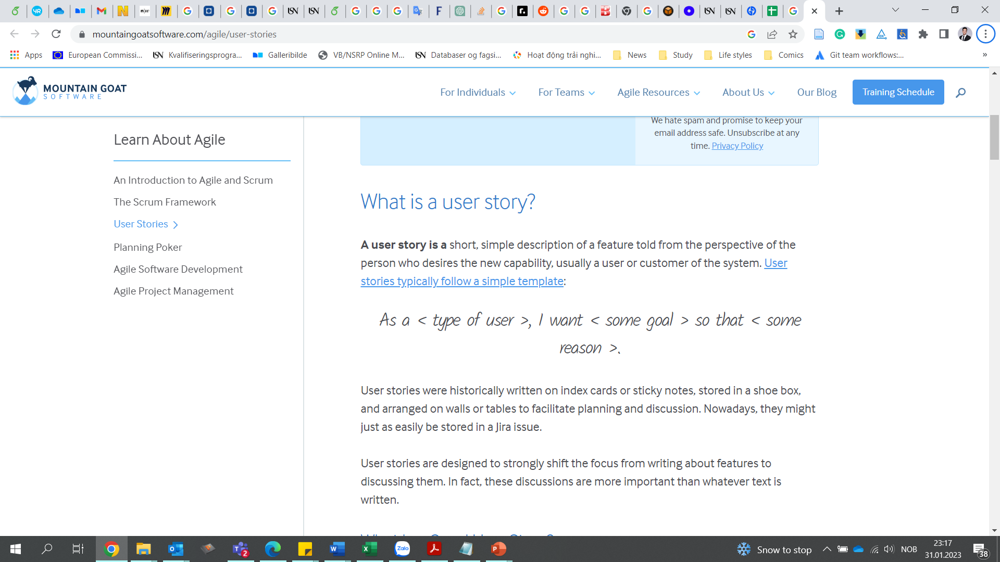 mountaingoatsoftware.com/agile/user-stories
Apps European Commissi... Kvalifiseringsprogra... Galleribilde VB/NSRP Online M... Databaser og fagsi... Hoạt động trải nghi... News Study Life styles Comics Git team workflows:... »
MOUNTAIN GOAT
SOFTWARE
For Individuals For Teams Agile Resources About Us Our Blog Training Schedule
Learn About Agile
An Introduction to Agile and Scrum
The Scrum Framework
User Stories
Planning Poker
Agile Software Development
Agile Project Management
We hate spam and promise to keep your
email address safe. Unsubscribe at any
time. Privacy Policy
What is a user story?
A user story is a short, simple description of a feature told from the perspective of the
person who desires the new capability, usually a user or customer of the system. User
stories typically follow a simple template:
As a < type of user >, I want < some goal > so that < some
reason >.
User stories were historically written on index cards or sticky notes, stored in a shoe box,
and arranged on walls or tables to facilitate planning and discussion. Nowadays, they might
just as easily be stored in a Jira issue.
User stories are designed to strongly shift the focus from writing about features to
discussing them. In fact, these discussions are more important than whatever text is
written.
2
Zalo
Snow to stop
NOB
23:17
31.01.2023
38